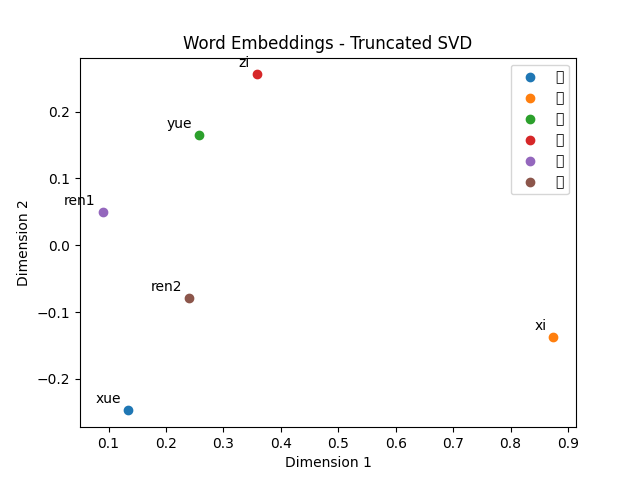 Word Embeddings - Truncated SVD
zi
yue
ren1
ren2
xi
xue
0.2
0.1
0.0
−0.1
−0.2
Dimension 2
0.1
0.2
0.3
0.4
0.5
0.6
0.7
0.8
0.9
Dimension 1